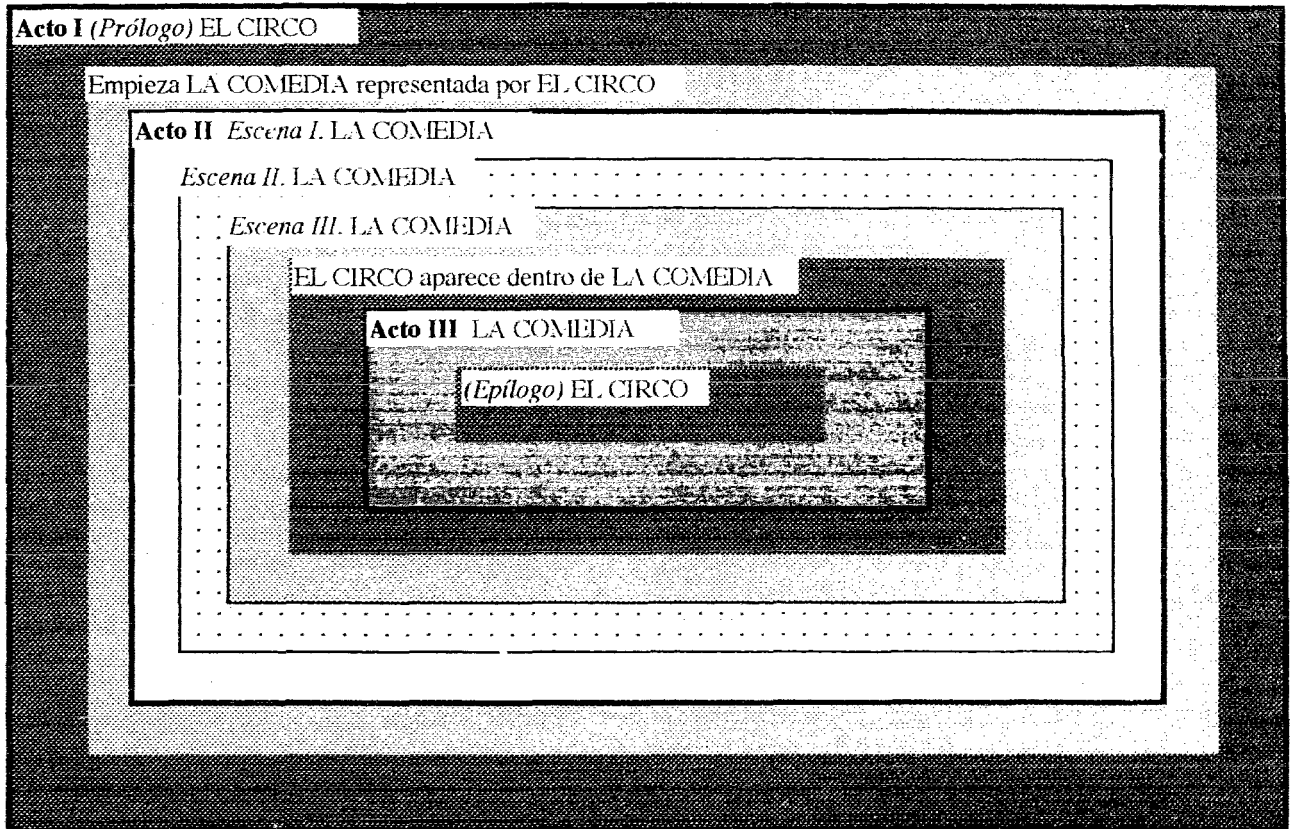 Acto I (Prólogo) EL CIRCO
Empieza LA COMEDIA representada por EL CIRCO
Acto II Escena I. LA COMEDIA
Escena II. LA COMEDIA
Escena III. LA COMEDIA
EL CIRCO aparece dentro de LA COMEDIA
Acto III LA COMEDIA
(Epílogo) EL CIRCO